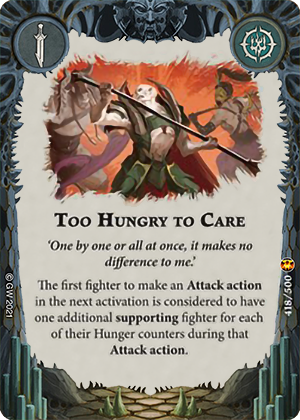 TOO HUNGRY TO CARE
'One by one or all at once, it makes no
difference to me.'
The first fighter to make an Attack action
in the next activation is considered to have
one additional supporting fighter for each
of their Hunger counters during that
Attack action.
© GW 2021
418/500